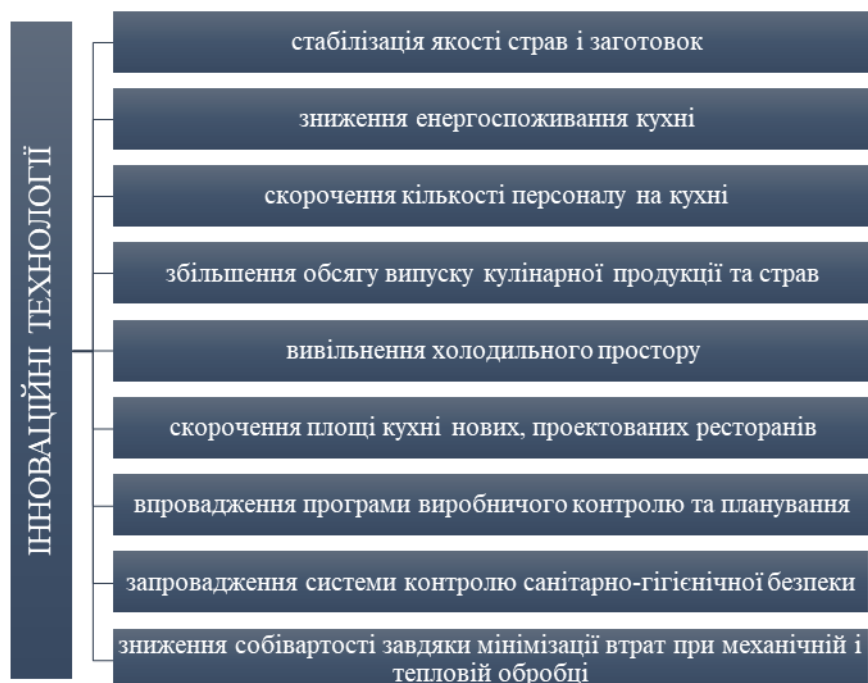 ІННОВАЦІЙНІ ТЕХНОЛОГІЇ
стабілізація якості страв і заготовок
зниження енергоспоживання кухні
скорочення кількості персоналу на кухні
збільшення обсягу випуску кулінарної продукції та страв
вивільнення холодильного простору
скорочення площі кухні нових, проектованих ресторанів
впровадження програми виробничого контролю та планування
запровадження системи контролю санітарно-гігієнічної безпеки
зниження собівартості завдяки мінімізації втрат при механічній і
тепловій обробці